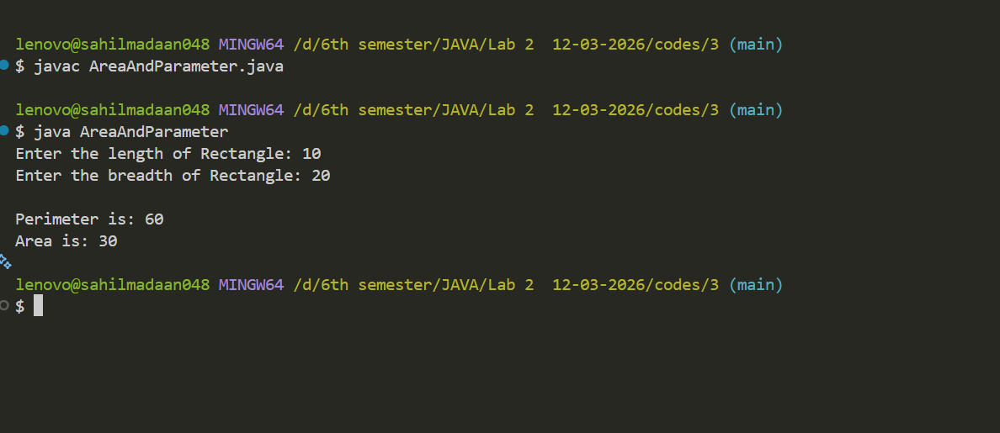 lenovo@sahilmadaan048 MINGW64 /d/6th semester/JAVA/Lab 2  12-03-2026/codes/3 (main)
$ javac AreaAndParameter.java
lenovo@sahilmadaan048 MINGW64 /d/6th semester/JAVA/Lab 2  12-03-2026/codes/3 (main)
$ java AreaAndParameter
Enter the length of Rectangle: 10
Enter the breadth of Rectangle: 20
Perimeter is: 60
Area is: 30
lenovo@sahilmadaan048 MINGW64 /d/6th semester/JAVA/Lab 2  12-03-2026/codes/3 (main)
$